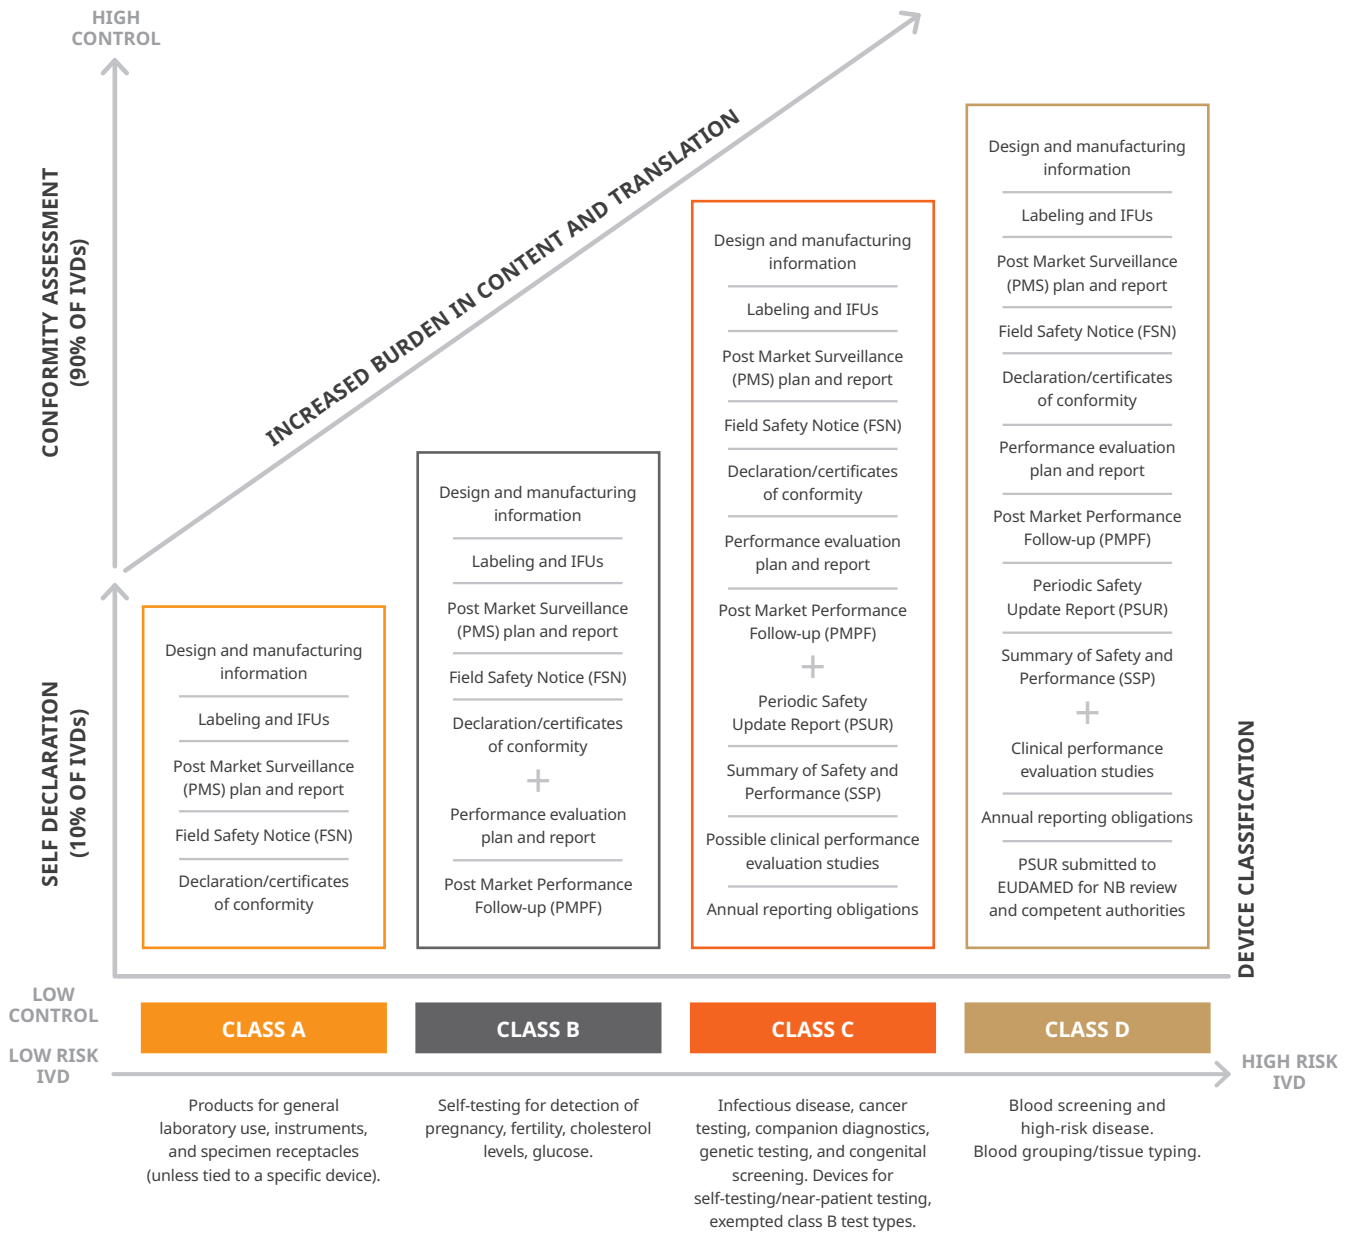 HIGH
CONTROL
CONFORMITY ASSESSMENT
(90% OF IVDs)
SELF DECLARATION
(10% OF IVDs)
INCREASED BURDEN IN CONTENT AND TRANSLATION
Design and manufacturing
information
Labeling and IFUs
Post Market Surveillance
(PMS) plan and report
Field Safety Notice (FSN)
Declaration/certificates
of conformity
Design and manufacturing
information
Labeling and IFUs
Post Market Surveillance
(PMS) plan and report
Field Safety Notice (FSN)
Declaration/certificates
of conformity
+
Performance evaluation
plan and report
Post Market Performance
Follow-up (PMPF)
Design and manufacturing
information
Labeling and IFUs
Post Market Surveillance
(PMS) plan and report
Field Safety Notice (FSN)
Declaration/certificates
of conformity
Performance evaluation
plan and report
Post Market Performance
Follow-up (PMPF)
+
Periodic Safety
Update Report (PSUR)
Summary of Safety and
Performance (SSP)
Possible clinical performance
evaluation studies
Annual reporting obligations
Design and manufacturing
information
Labeling and IFUs
Post Market Surveillance
(PMS) plan and report
Field Safety Notice (FSN)
Declaration/certificates
of conformity
Performance evaluation
plan and report
Post Market Performance
Follow-up (PMPF)
Periodic Safety
Update Report (PSUR)
Summary of Safety and
Performance (SSP)
+
Clinical performance
evaluation studies
Annual reporting obligations
PSUR submitted to
EUDAMED for NB review
and competent authorities
DEVICE CLASSIFICATION
LOW
CONTROL
CLASS A
CLASS B
CLASS C
CLASS D
LOW RISK
IVD
HIGH RISK
IVD
Products for general
laboratory use, instruments,
and specimen receptacles
(unless tied to a specific device).
Self-testing for detection of
pregnancy, fertility, cholesterol
levels, glucose.
Infectious disease, cancer
testing, companion diagnostics,
genetic testing, and congenital
screening. Devices for
self-testing/near-patient testing,
exempted class B test types.
Blood screening and
high-risk disease.
Blood grouping/tissue typing.